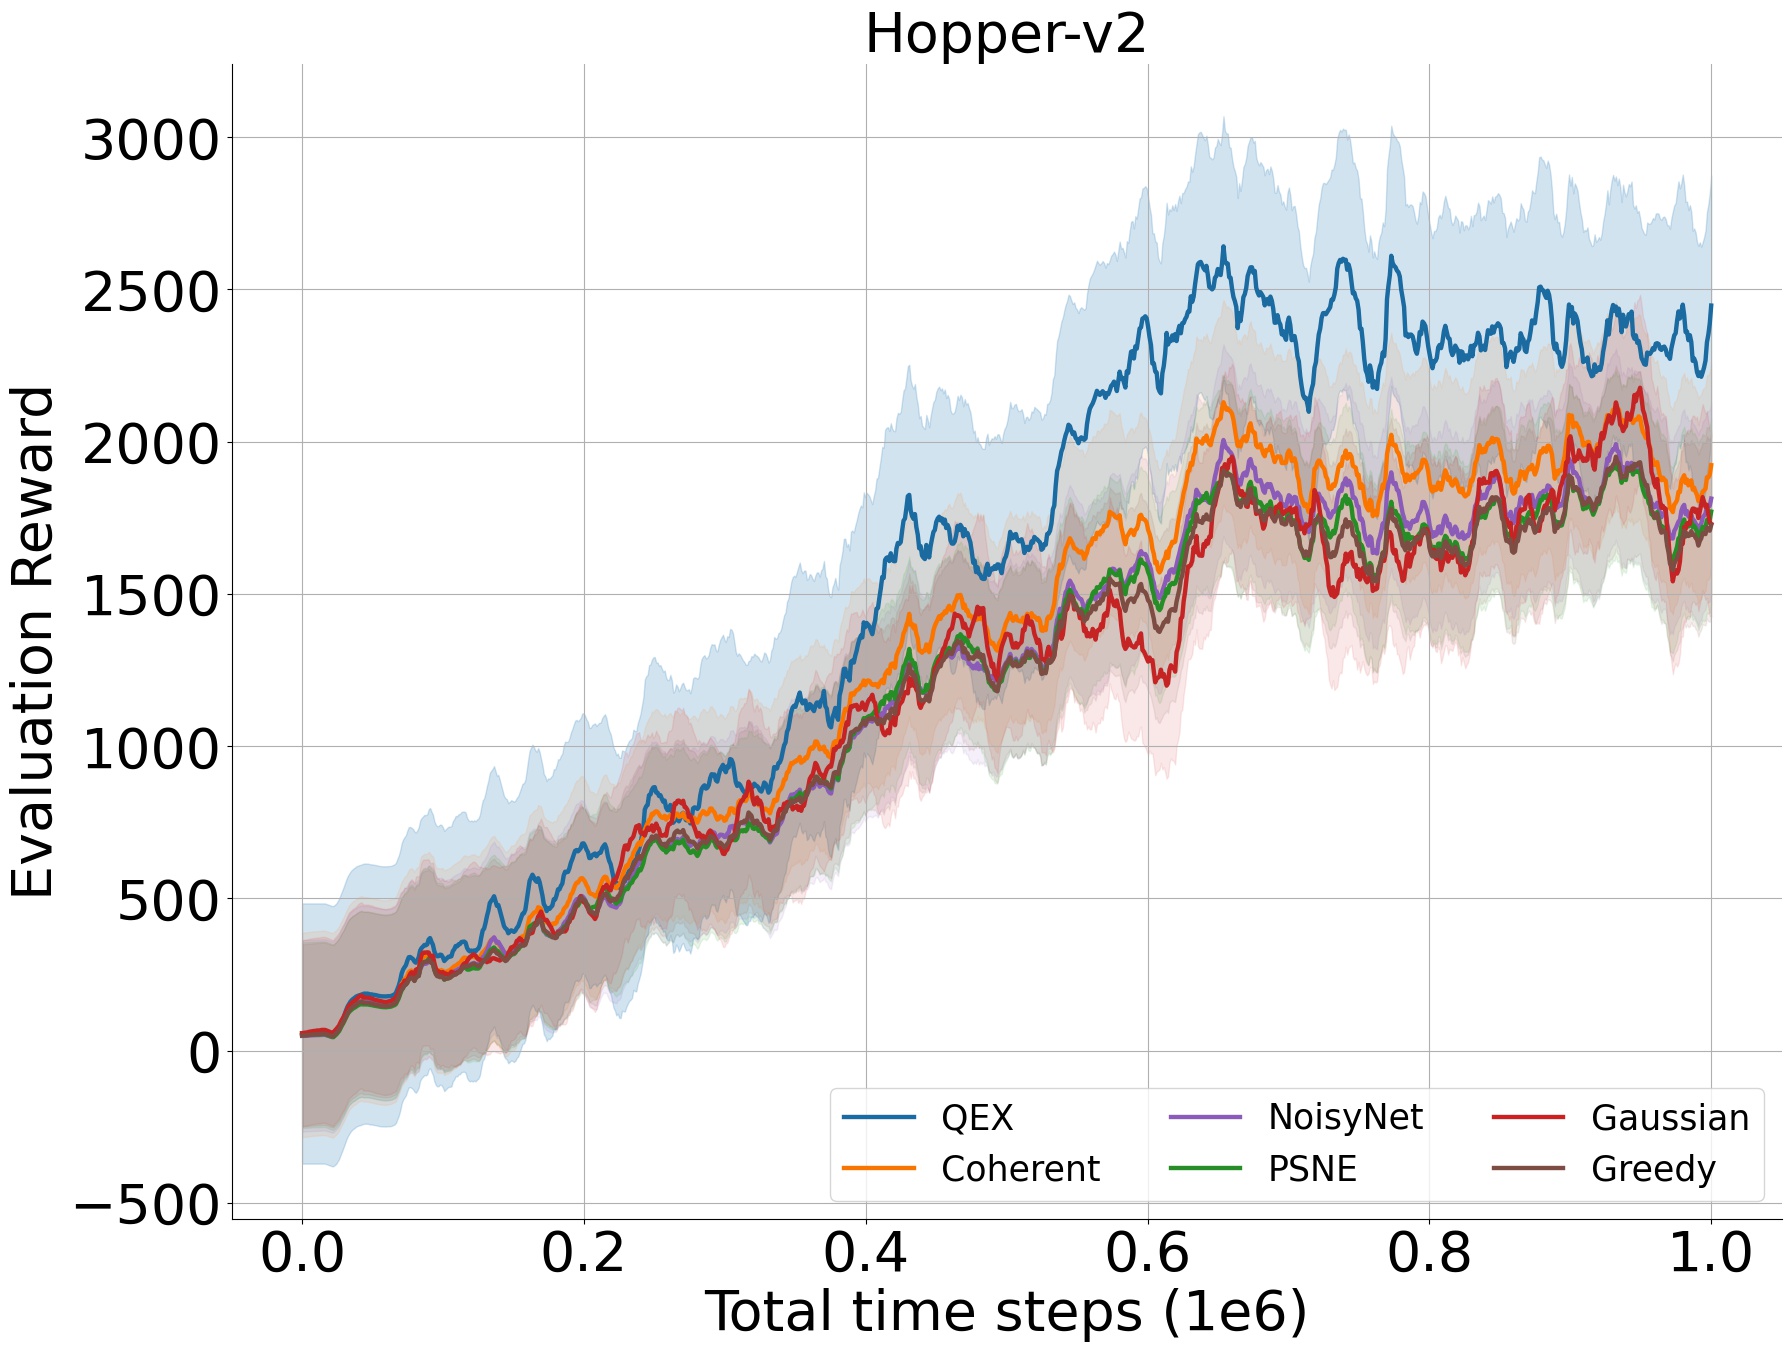 Hopper-v2
3000
2500
2000
1500
1000
500
0
−500
Evaluation Reward
0.0 0.2 0.4 0.6 0.8 1.0
Total time steps (1e6)
QEX NoisyNet Gaussian
Coherent PSNE Greedy